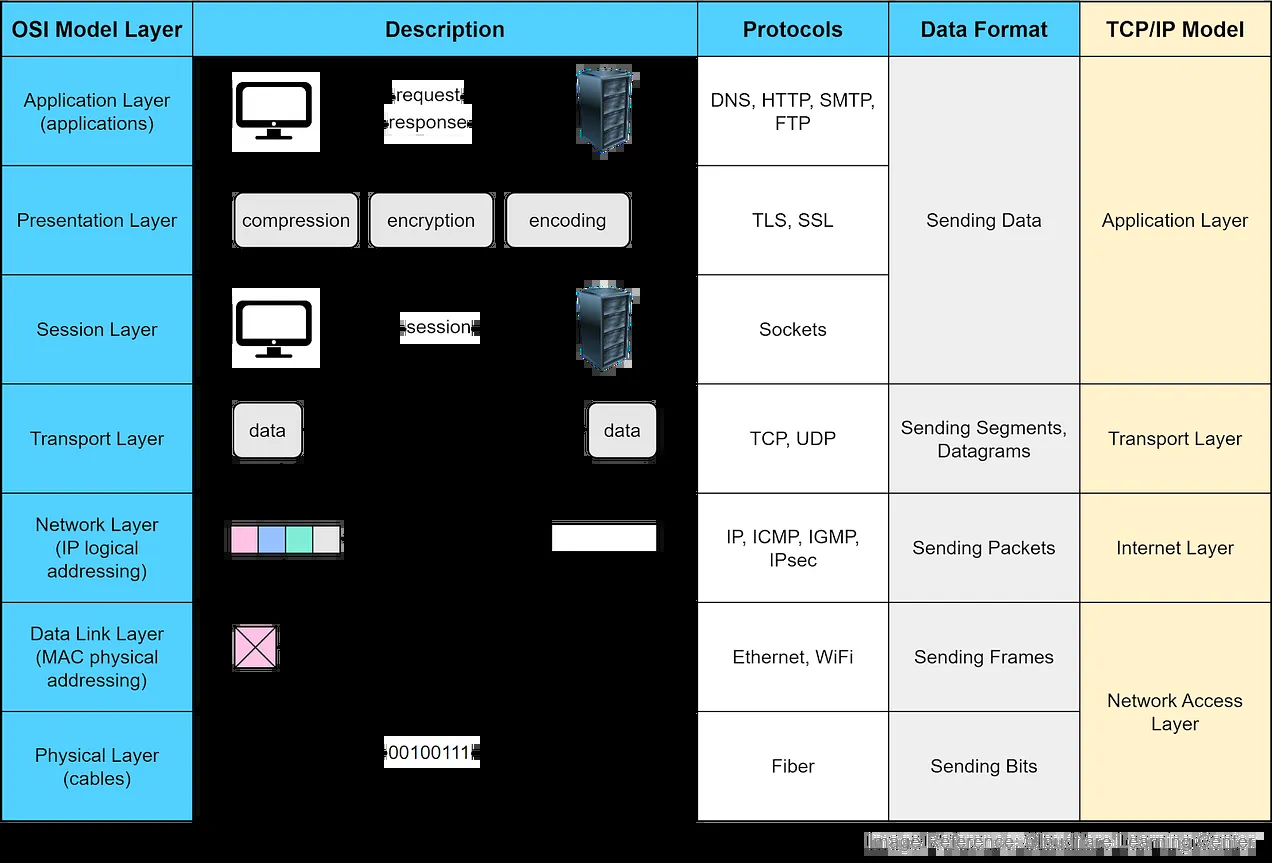 OSI Model Layer
Description
Protocols
Data Format
TCP/IP Model
Application Layer
(applications)
request
response
DNS, HTTP, SMTP,
FTP
Sending Data
Application Layer
Presentation Layer
compression
encryption
encoding
TLS, SSL
Session Layer
session
Sockets
Transport Layer
data
data
TCP, UDP
Sending Segments,
Datagrams
Transport Layer
Network Layer
(IP logical
addressing)
IP, ICMP, IGMP,
IPsec
Sending Packets
Internet Layer
Data Link Layer
(MAC physical
addressing)
Ethernet, WiFi
Sending Frames
Network Access
Layer
Physical Layer
(cables)
00100111
Fiber
Sending Bits
Image Reference: Cloudflare Learning Center